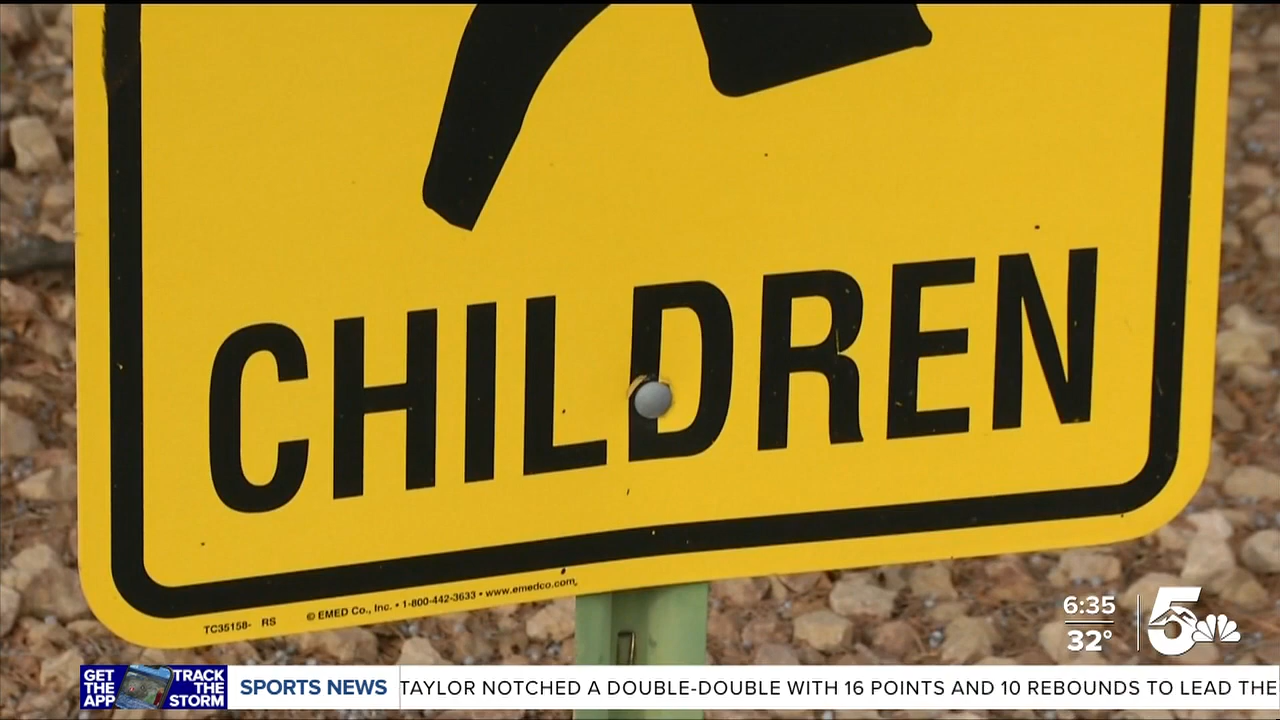 CHILDREN
TC35158- RS © EMED Co., Inc. • 1-800-442-3633 • www.emedco.com
6:35
32°
5
GET THE APP
TRACK THE STORM
SPORTS NEWS
TAYLOR NOTCHED A DOUBLE-DOUBLE WITH 16 POINTS AND 10 REBOUNDS TO LEAD THE